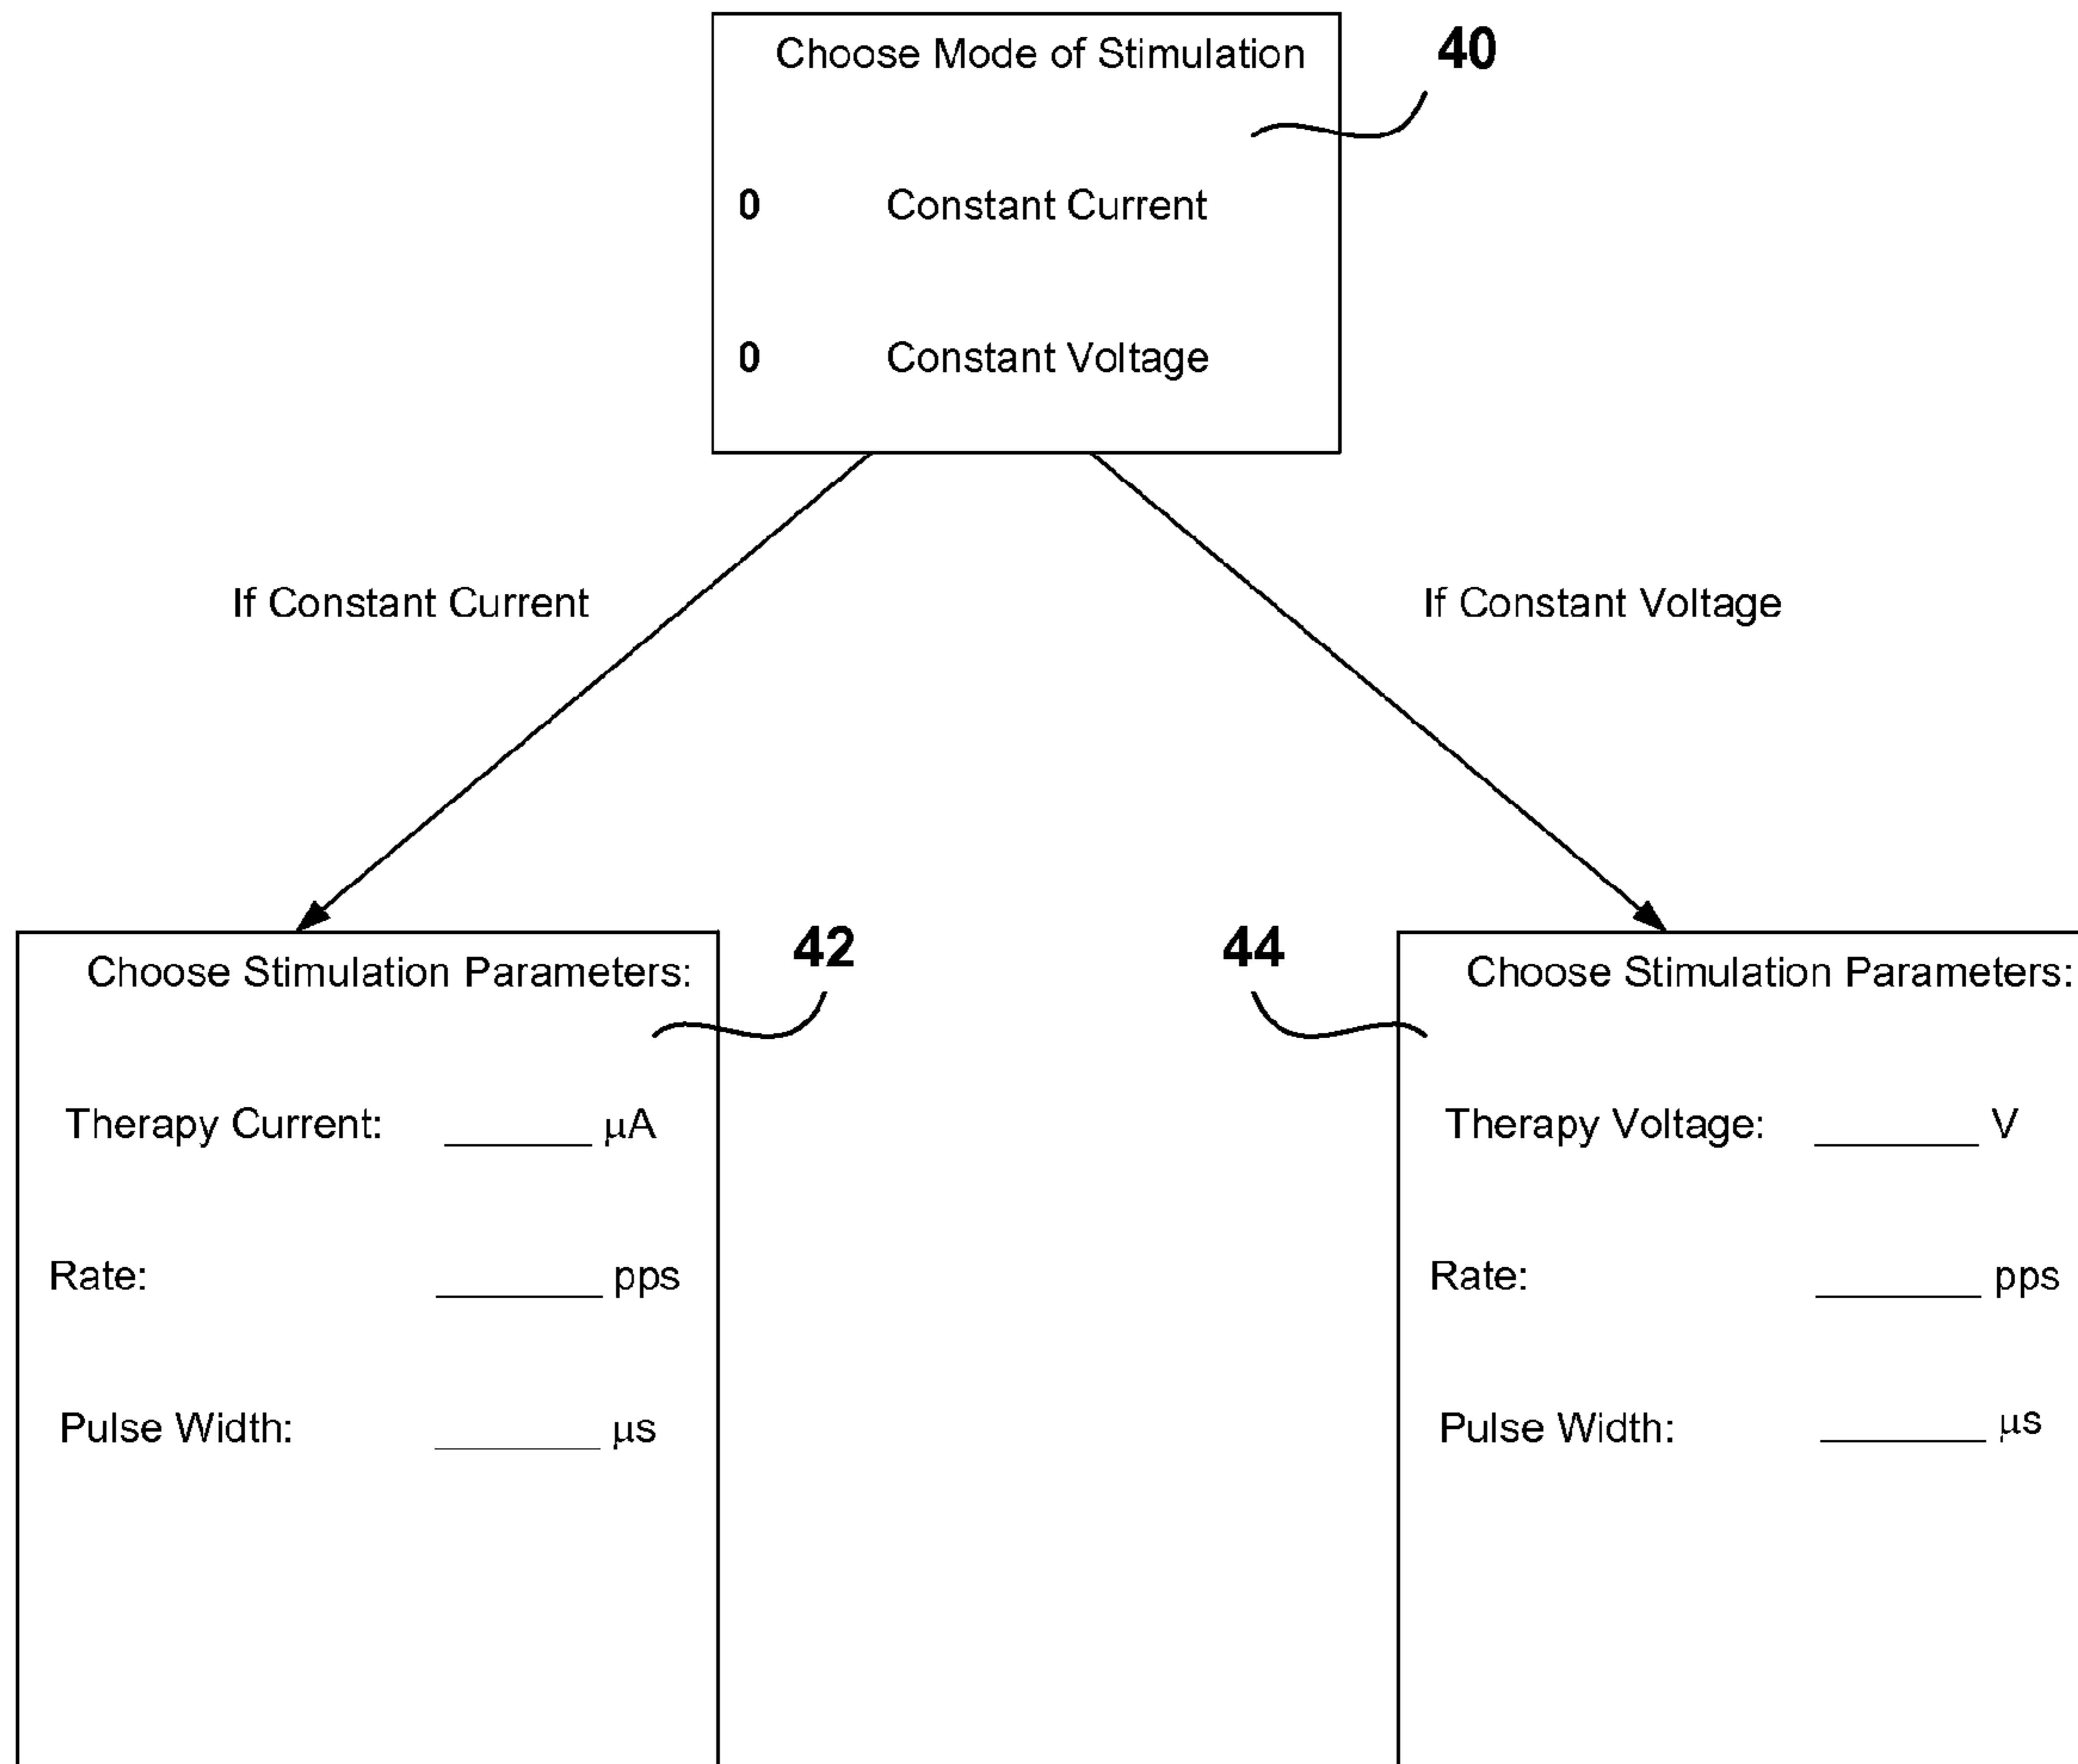 Choose Mode of Stimulation
40
0 Constant Current
0 Constant Voltage
If Constant Current
If Constant Voltage
42
44
Choose Stimulation Parameters:
Therapy Current: _______ μA
Rate: _______ pps
Pulse Width: _______ μs
Choose Stimulation Parameters:
Therapy Voltage: _______ V
Rate: _______ pps
Pulse Width: _______ μs